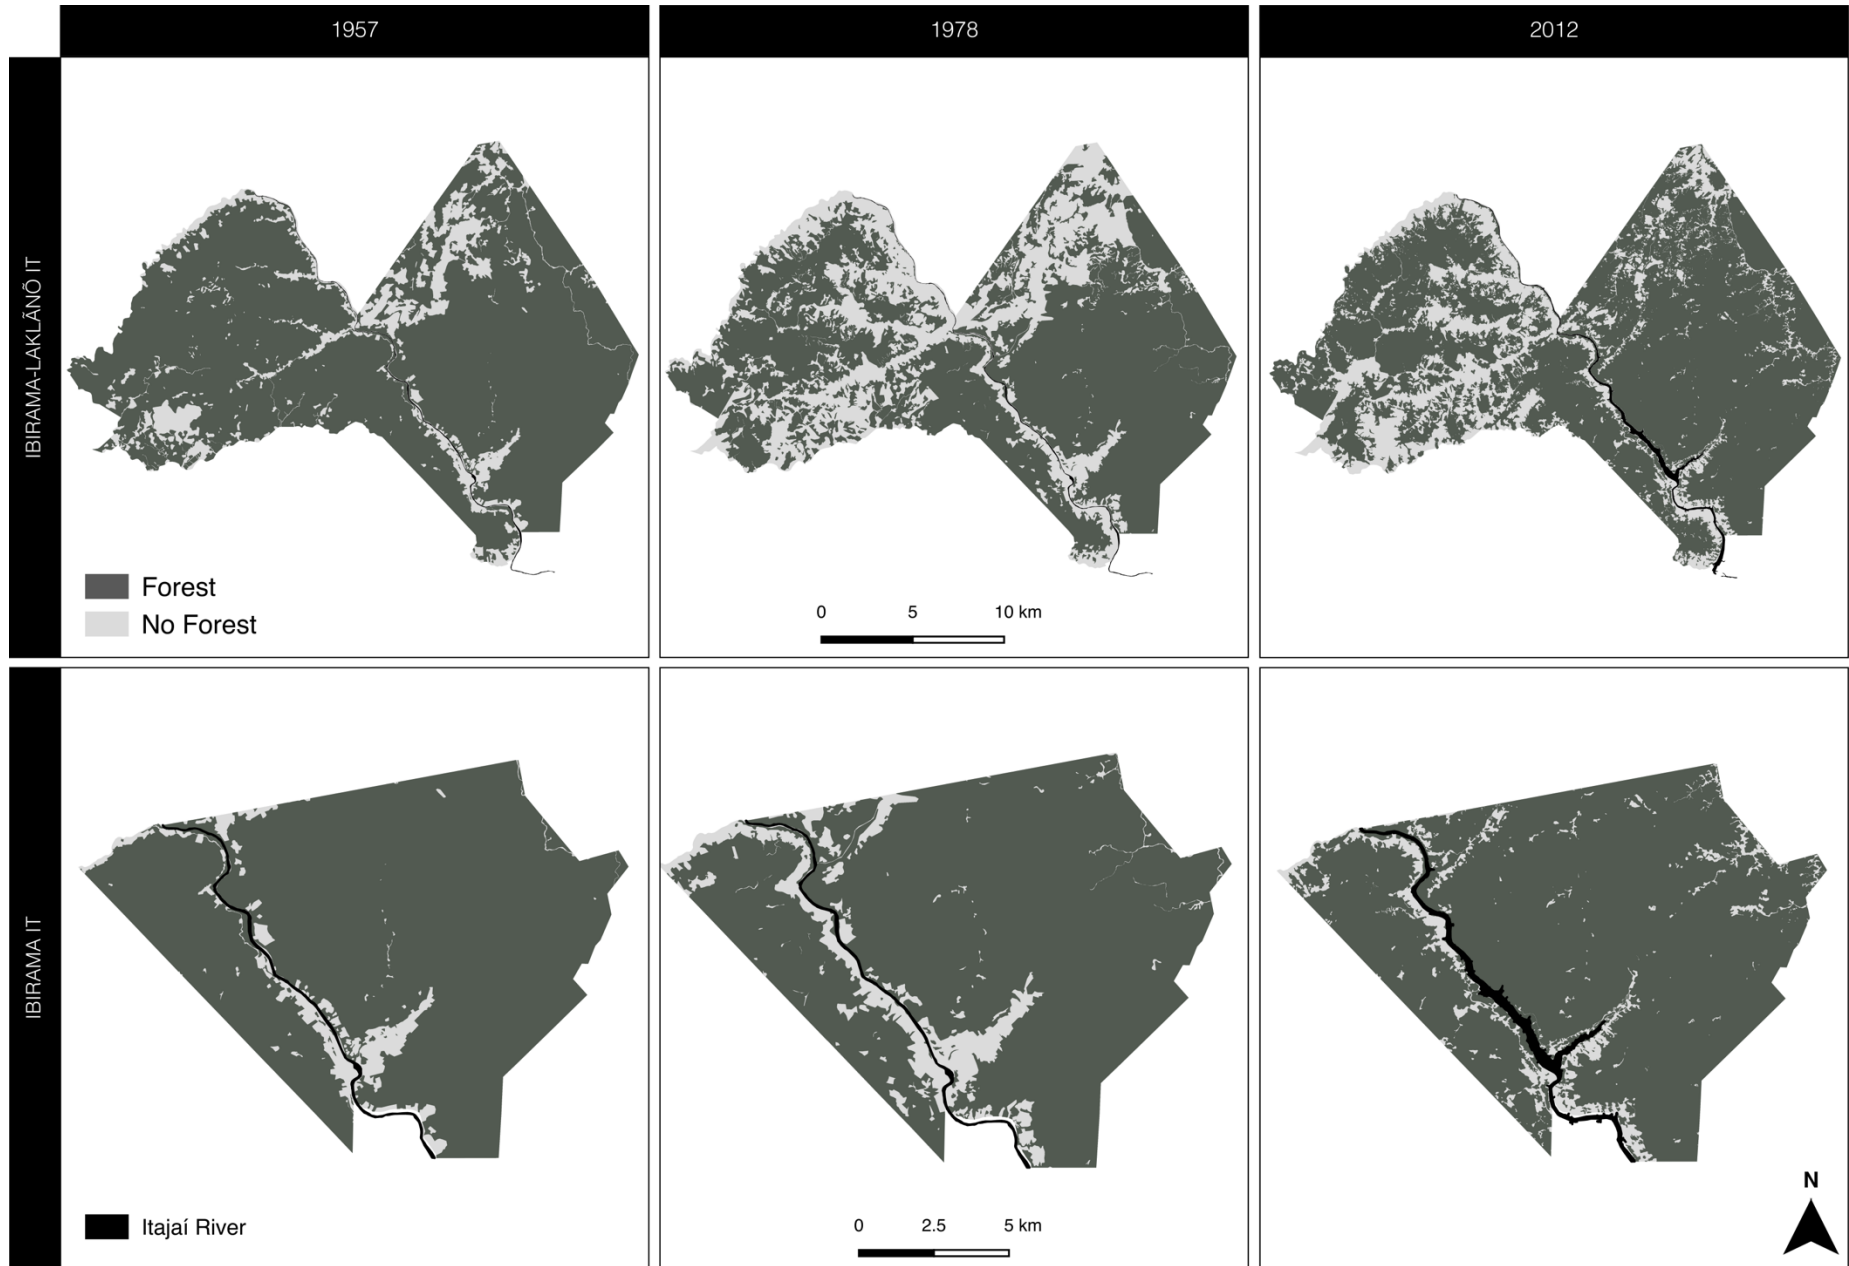 1957
1978
2012
IBIRAMA-LAKLÃNÕ IT
Forest
No Forest
0 5 10 km
IBIRAMA IT
Itajaí River
0 2.5 5 km
N